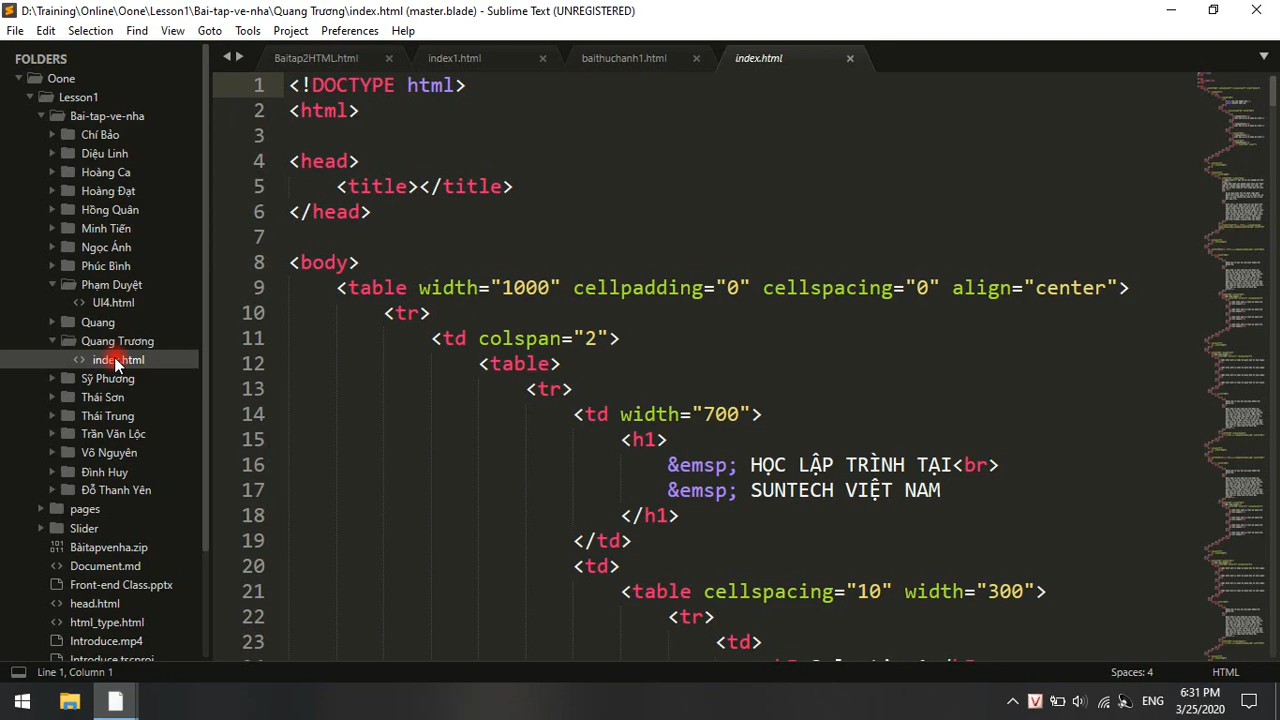 D:\Training\Online\Oone\Lesson1\Bai-tap-ve-nha\Quang Trương\index.html (master.blade) - Sublime Text (UNREGISTERED)
File Edit Selection Find View Goto Tools Project Preferences Help
FOLDERS
Oone
Lesson1
Bai-tap-ve-nha
Chí Bảo
Diệu Linh
Hoàng Ca
Hoàng Đạt
Hồng Quân
Minh Tiến
Ngọc Ánh
Phúc Bình
Phạm Duyệt
UI4.html
Quang
Quang Trương
index.html
Sỹ Phương
Thái Sơn
Thái Trung
Trần Văn Lộc
Võ Nguyên
Đình Huy
Đỗ Thanh Yên
pages
Slider
Bàitapvenha.zip
Document.md
Front-end Class.pptx
head.html
html_type.html
Introduce.mp4
Introduce.tscproj
Baitap2HTML.html index1.html baithuchanh1.html index.html
1 <!DOCTYPE html>
2 <html>
3
4 <head>
5 <title></title>
6 </head>
7
8 <body>
9 <table width="1000" cellpadding="0" cellspacing="0" align="center">
10 <tr>
11 <td colspan="2">
12 <table>
13 <tr>
14 <td width="700">
15 <h1>
16 &emsp; HỌC LẬP TRÌNH TẠI<br>
17 &emsp; SUNTECH VIỆT NAM
18 </h1>
19 </td>
20 <td>
21 <table cellspacing="10" width="300">
22 <tr>
23 <td>
Line 1, Column 1 Spaces: 4 HTML
V ENG 6:31 PM
3/25/2020